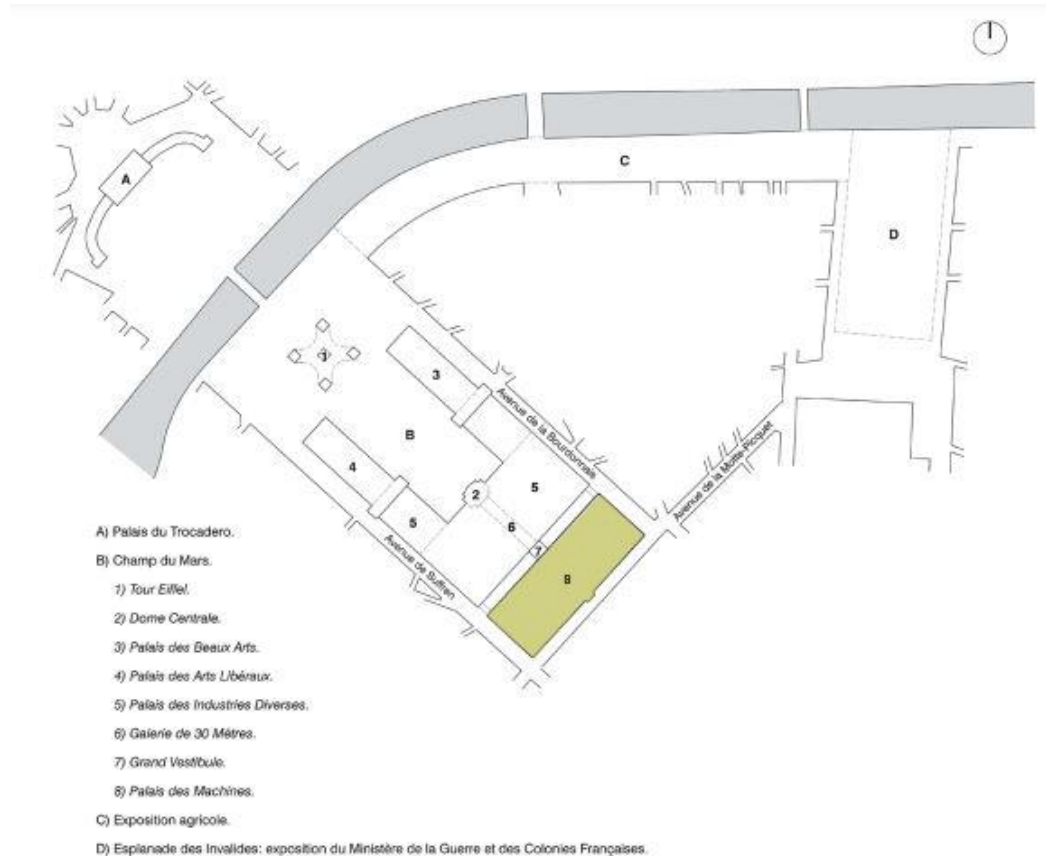 A
C
D
1
3
Avenue de la Bourdonnais
B
4
2
5
Avenue de la Motte-Picquet
5
6
7
8
Avenue de Suffren
A) Palais du Trocadero.
B) Champ du Mars.
1) Tour Eiffel.
2) Dome Centrale.
3) Palais des Beaux Arts.
4) Palais des Arts Libéraux.
5) Palais des Industries Diverses.
6) Galerie de 30 Mètres.
7) Grand Vestibule.
8) Palais des Machines.
C) Exposition agricole.
D) Esplanade des Invalides: exposition du Ministère de la Guerre et des Colonies Françaises.